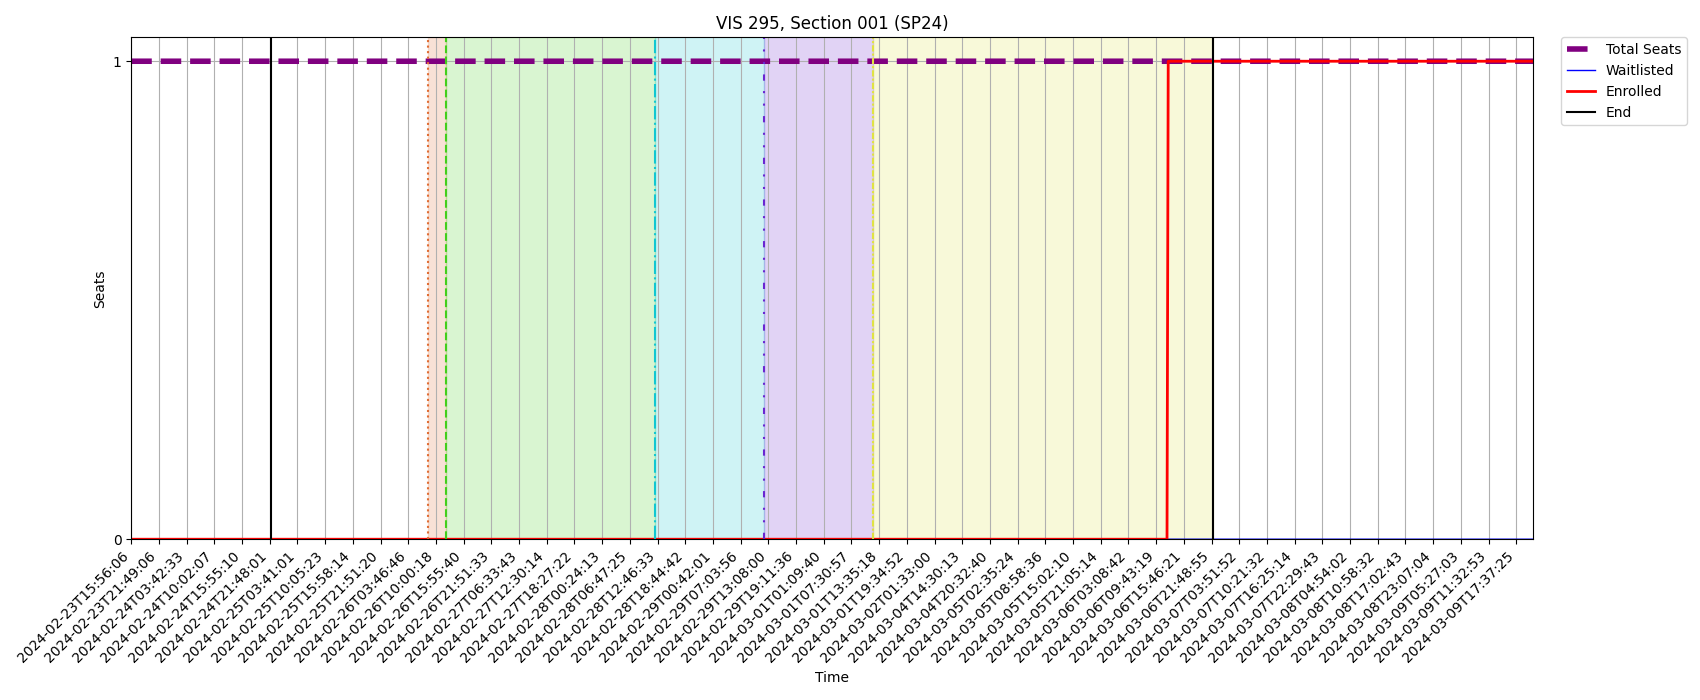 VIS 295, Section 001 (SP24)
Total Seats
Waitlisted
Enrolled
End
1
0
Seats
2024-02-23T15:56:06
2024-02-23T21:49:06
2024-02-24T03:42:33
2024-02-24T10:02:07
2024-02-24T15:55:10
2024-02-24T21:48:01
2024-02-25T03:41:01
2024-02-25T10:05:23
2024-02-25T15:58:14
2024-02-25T21:51:20
2024-02-26T03:46:46
2024-02-26T10:00:18
2024-02-26T15:55:40
2024-02-26T21:51:33
2024-02-27T06:33:43
2024-02-27T12:30:14
2024-02-27T18:27:22
2024-02-28T00:24:13
2024-02-28T06:47:25
2024-02-28T12:46:33
2024-02-28T18:44:42
2024-02-29T00:42:01
2024-02-29T07:03:56
2024-02-29T13:08:00
2024-02-29T19:11:36
2024-03-01T01:09:40
2024-03-01T07:30:57
2024-03-01T13:35:18
2024-03-01T19:34:52
2024-03-02T01:33:00
2024-03-04T14:30:13
2024-03-04T20:32:40
2024-03-05T02:35:24
2024-03-05T08:58:36
2024-03-05T15:02:10
2024-03-05T21:05:14
2024-03-06T03:08:42
2024-03-06T09:43:19
2024-03-06T15:46:21
2024-03-06T21:48:55
2024-03-07T03:51:52
2024-03-07T10:21:32
2024-03-07T16:25:14
2024-03-07T22:29:43
2024-03-08T04:54:02
2024-03-08T10:58:32
2024-03-08T17:02:43
2024-03-08T23:07:04
2024-03-09T05:27:03
2024-03-09T11:32:53
2024-03-09T17:37:25
Time